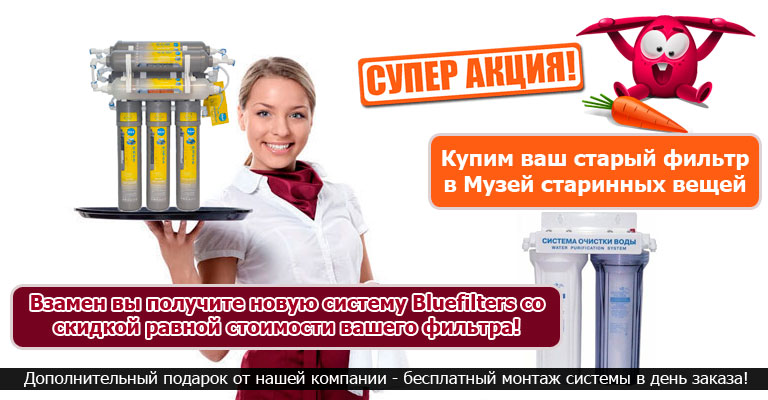 СУПЕР АКЦИЯ!
Купим ваш старый фильтр
в Музей старинных вещей
СИСТЕМА ОЧИСТКИ ВОДЫ
WATER PURIFICATION SYSTEM
Взамен вы получите новую систему Bluefilters со
скидкой равной стоимости вашего фильтра!
Дополнительный подарок от нашей компании - бесплатный монтаж системы в день заказа!